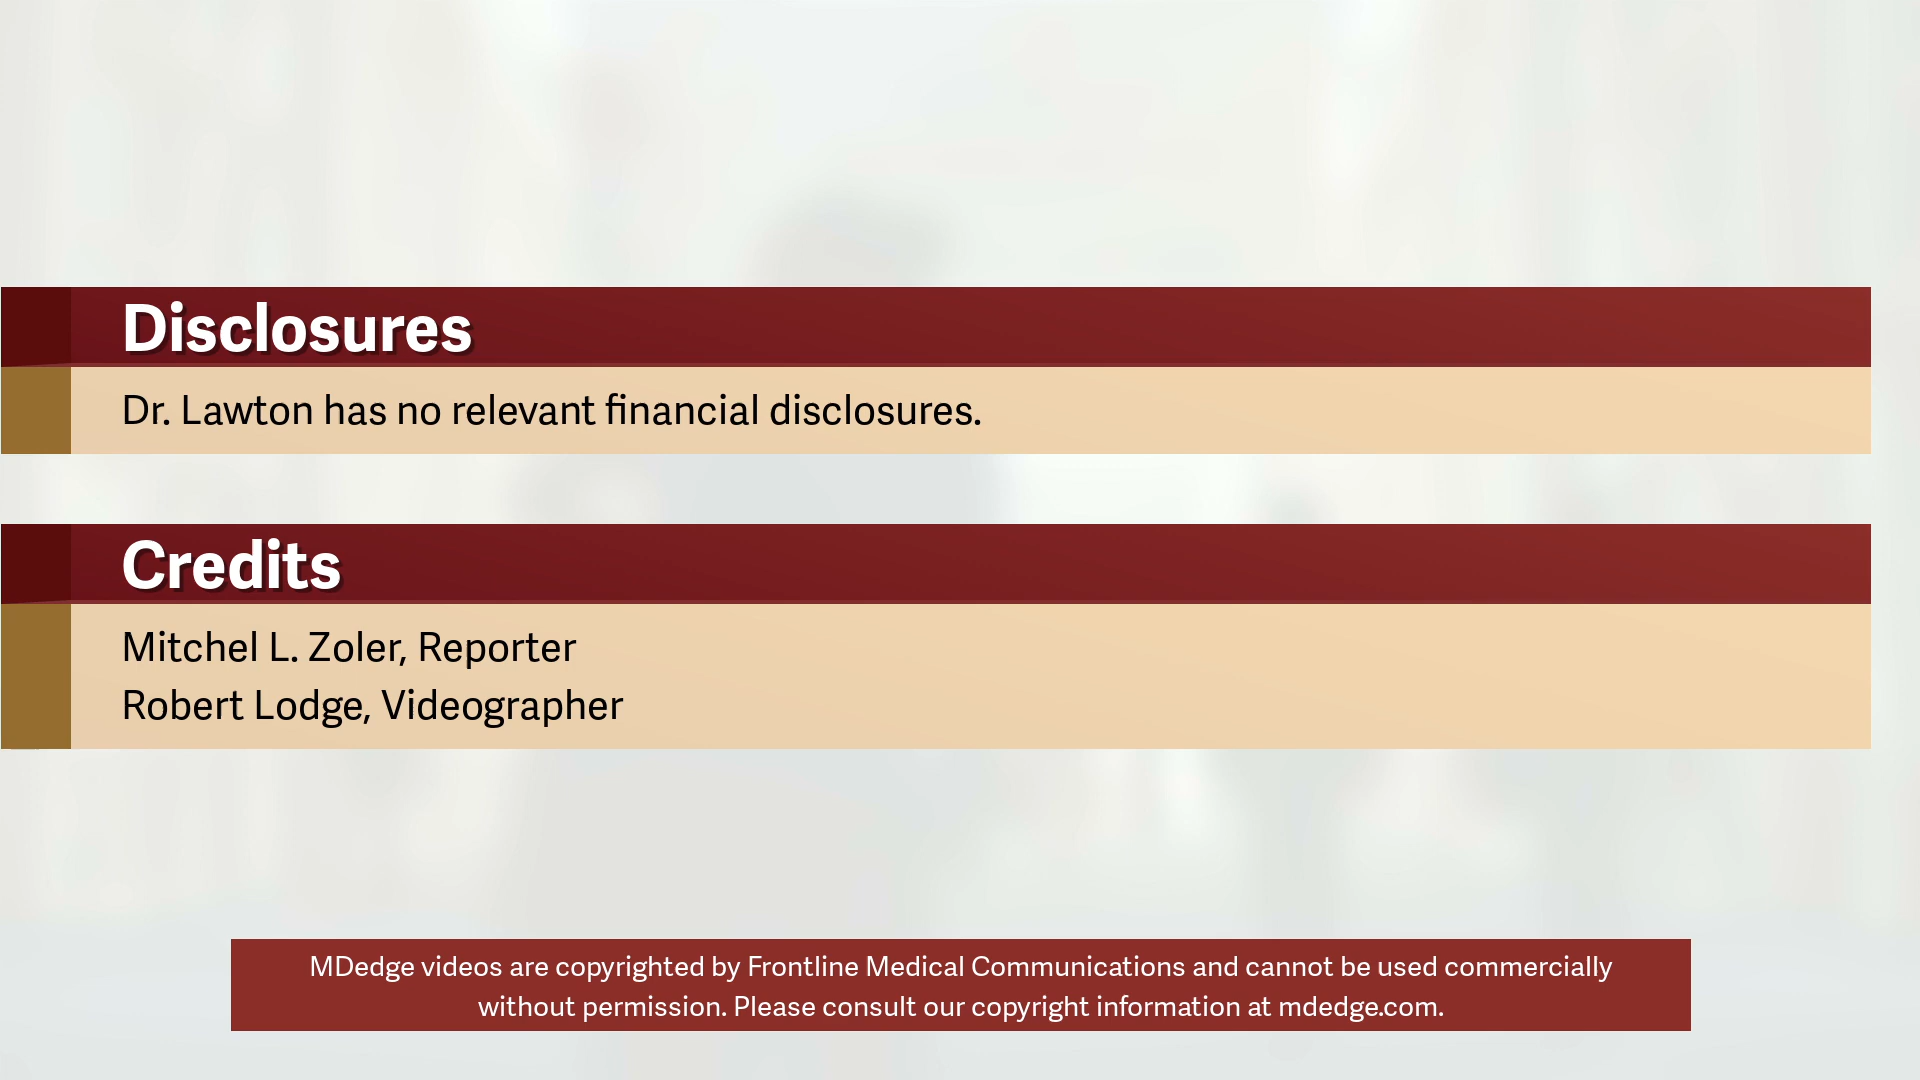 Disclosures
Dr. Lawton has no relevant financial disclosures.
Credits
Mitchel L. Zoler, Reporter
Robert Lodge, Videographer
MDedge videos are copyrighted by Frontline Medical Communications and cannot be used commercially
without permission. Please consult our copyright information at mdedge.com.